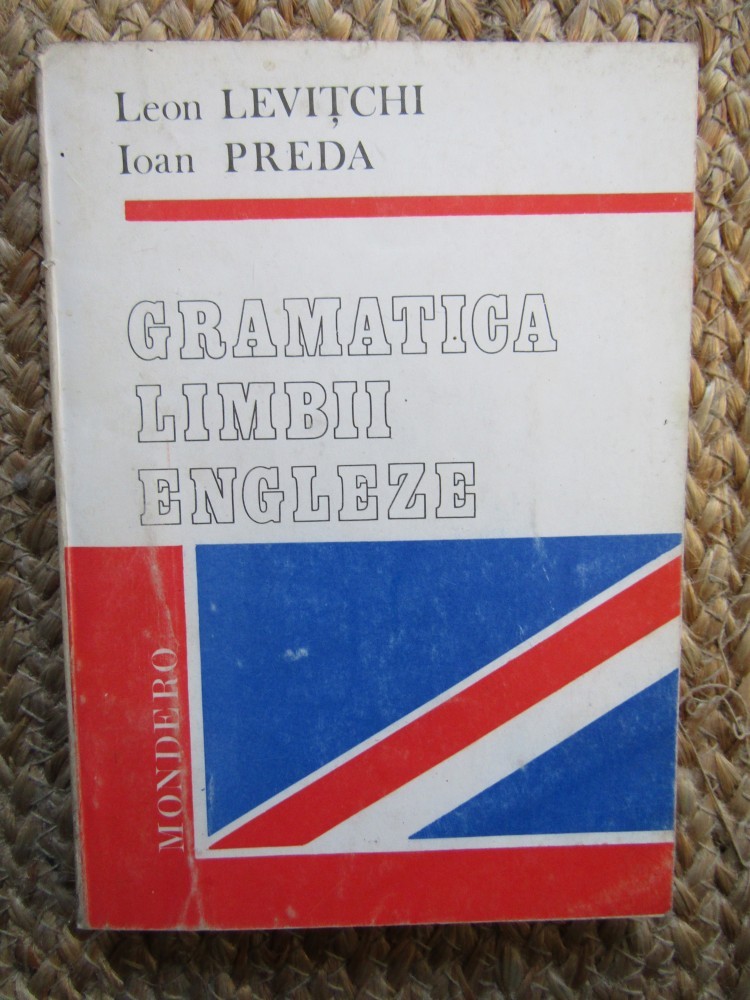 Leon LEVIȚCHI
Ioan PREDA
GRAMATICA
LIMBII
ENGLEZE
MONDERO